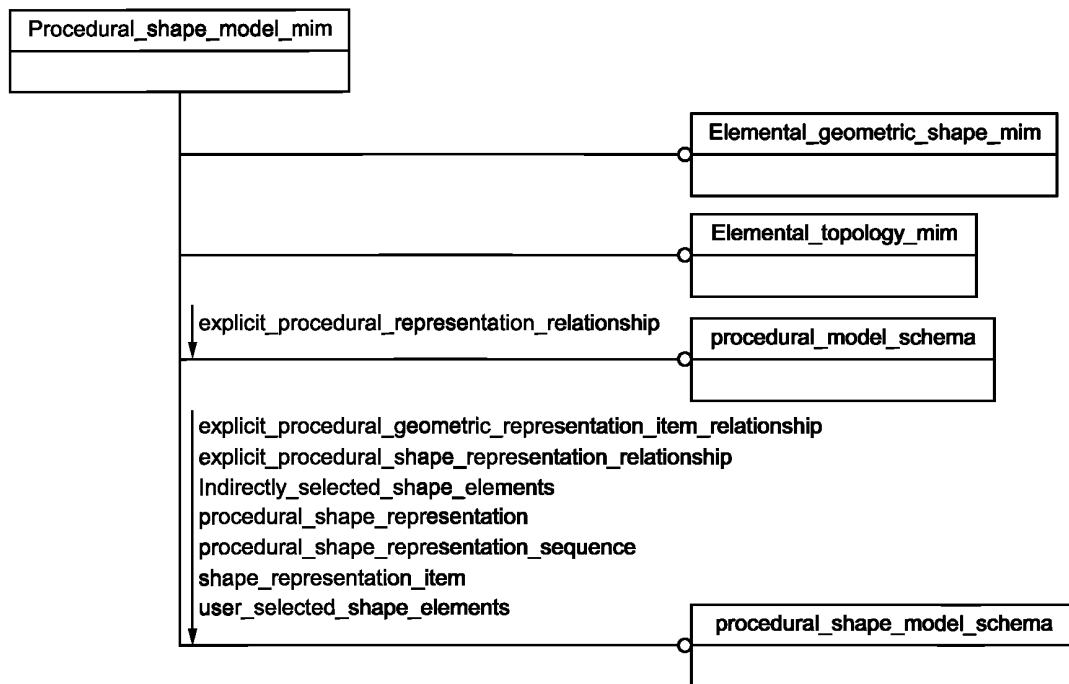 Procedural_shape_model_mim
Elemental_geometric_shape_mim
Elemental_topology_mim
explicit_procedural_representation_relationship
procedural_model_schema
explicit_procedural_geometric_representation_item_relationship
explicit_procedural_shape_representation_relationship
Indirectly_selected_shape_elements
procedural_shape_representation
procedural_shape_representation_sequence
shape_representation_item
user_selected_shape_elements
procedural_shape_model_schema